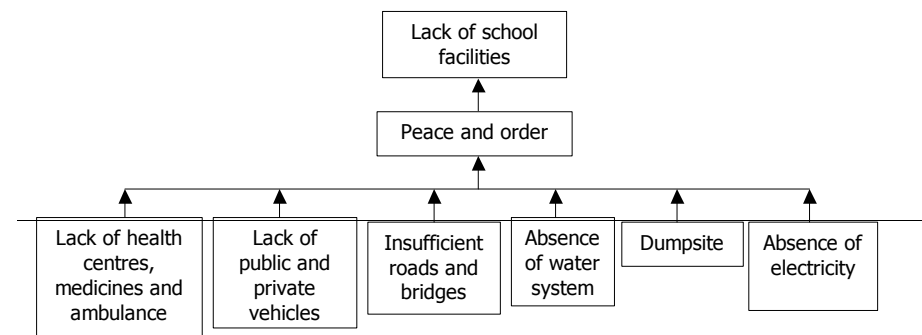 Lack of school
facilities
Peace and order
Lack of health
centres,
medicines and
ambulance
Lack of
public and
private
vehicles
Insufficient
roads and
bridges
Absence
of water
system
Dumpsite
Absence of
electricity